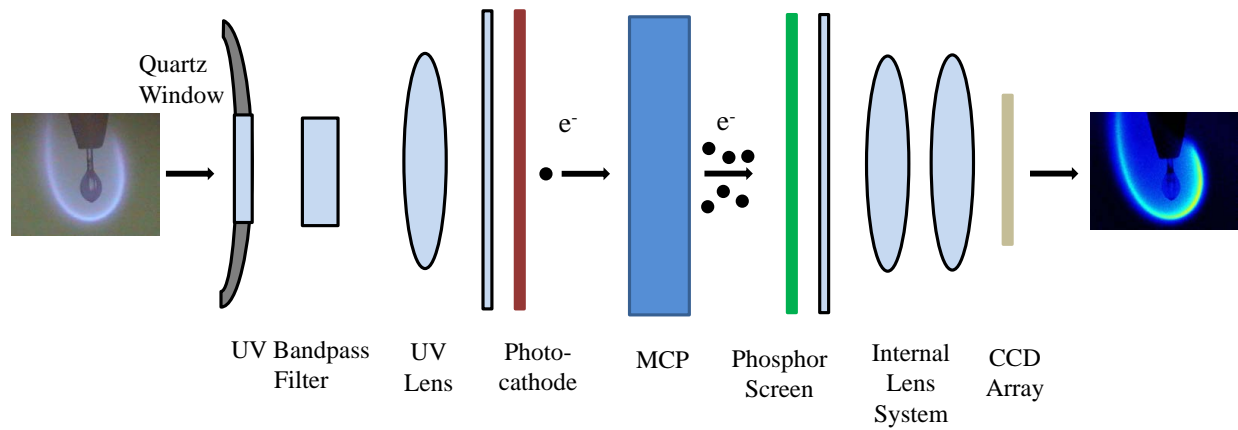 Quartz
Window
e-
e-
UV Bandpass
Filter
UV
Lens
Photo-
cathode
MCP
Phosphor
Screen
Internal
Lens
System
CCD
Array